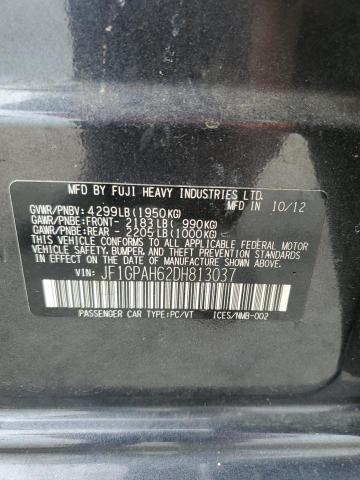 MFD BY FUJI HEAVY INDUSTRIES LTD.
GVWR/PNBV: 4299LB(1950KG) MFD IN 10/12
GAWR/PNBE:FRONT- 2183LB( 990KG)
GAWR/PNBE:REAR - 2205LB(1000KG)
THIS VEHICLE CONFORMS TO ALL APPLICABLE FEDERAL MOTOR
VEHICLE SAFETY, BUMPER, AND THEFT PREVENTION STANDARDS
IN EFFECT ON THE DATE OF MANUFACTURE SHOWN ABOVE.
VIN: JF1GPAH62DH813037
PASSENGER CAR TYPE:PC/VT ICES/NMB-002